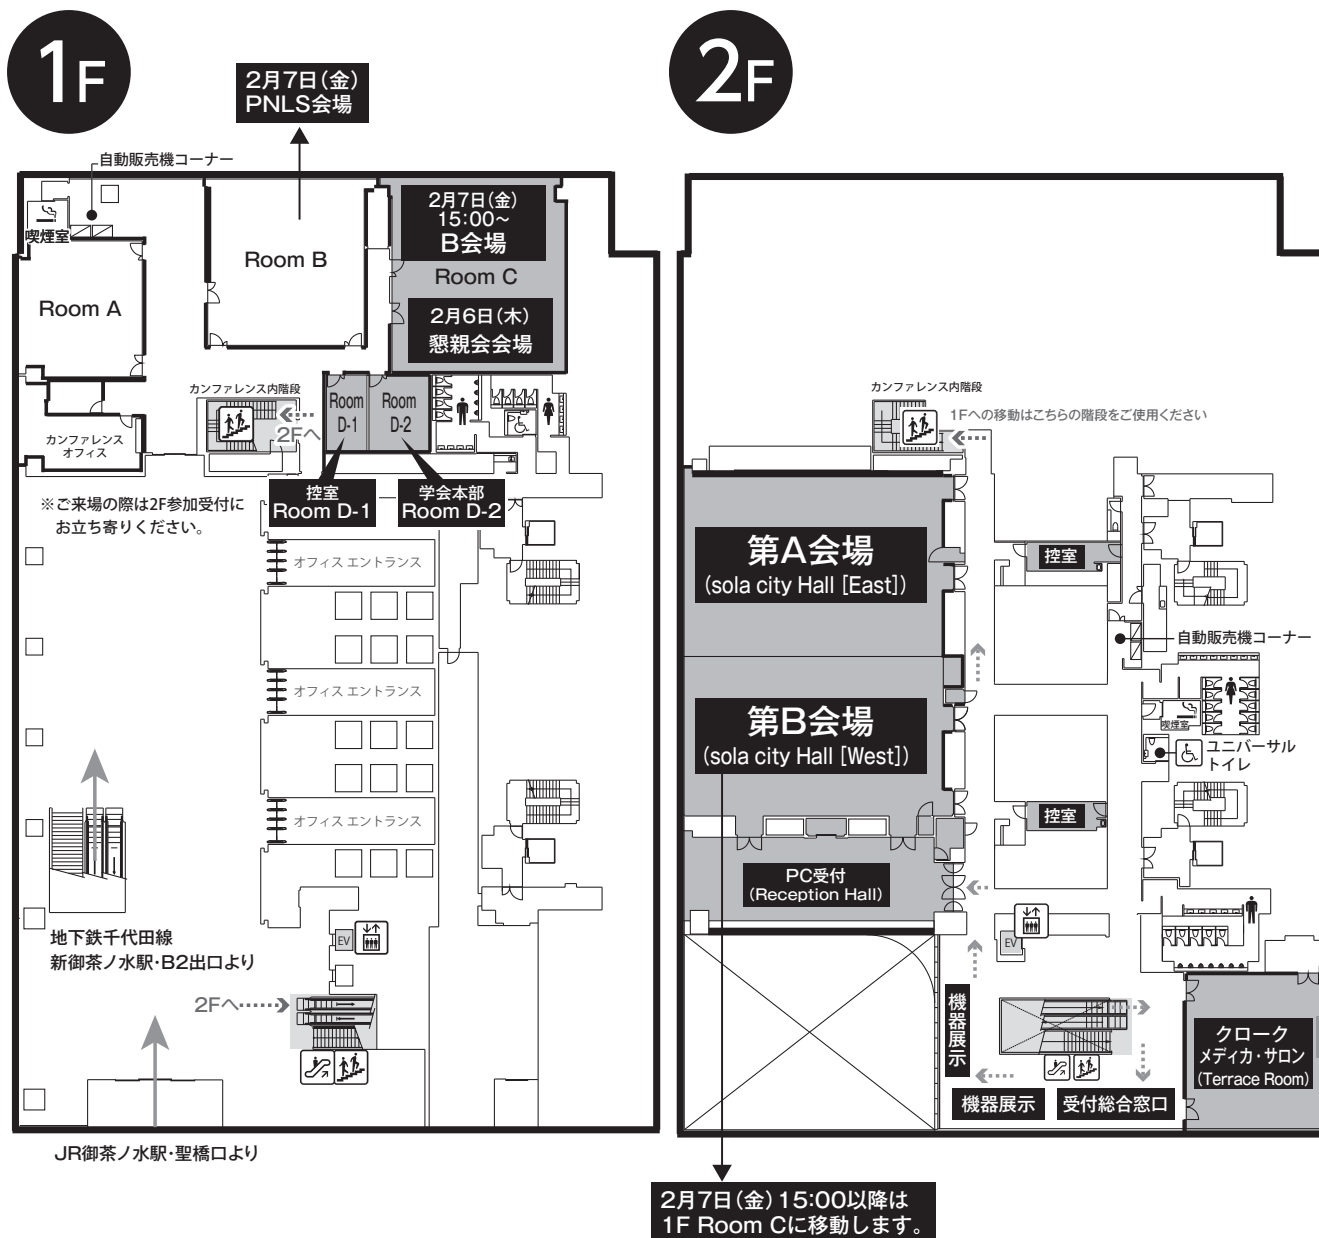 1F
2月7日(金)
PNLS会場
自動販売機コーナー
喫煙室
Room A
Room B
2月7日(金)
15:00〜
B会場
Room C
2月6日(木)
懇親会会場
カンファレンス内階段
2Fへ
Room
D-1
Room
D-2
カンファレンス
オフィス
控室
Room D-1
学会本部
Room D-2
※ご来場の際は2F参加受付に
お立ち寄りください。
オフィス エントランス
オフィス エントランス
オフィス エントランス
地下鉄千代田線
新御茶ノ水駅・B2出口より
EV
2Fへ
JR御茶ノ水駅・聖橋口より
2F
カンファレンス内階段
1Fへの移動はこちらの階段をご使用ください
第A会場
(sola city Hall [East])
控室
自動販売機コーナー
第B会場
(sola city Hall [West])
喫煙室
ユニバーサル
トイレ
控室
PC受付
(Reception Hall)
EV
機器展示
クローク
メディカ・サロン
(Terrace Room)
機器展示
受付総合窓口
2月7日(金)15:00以降は
1F Room Cに移動します。